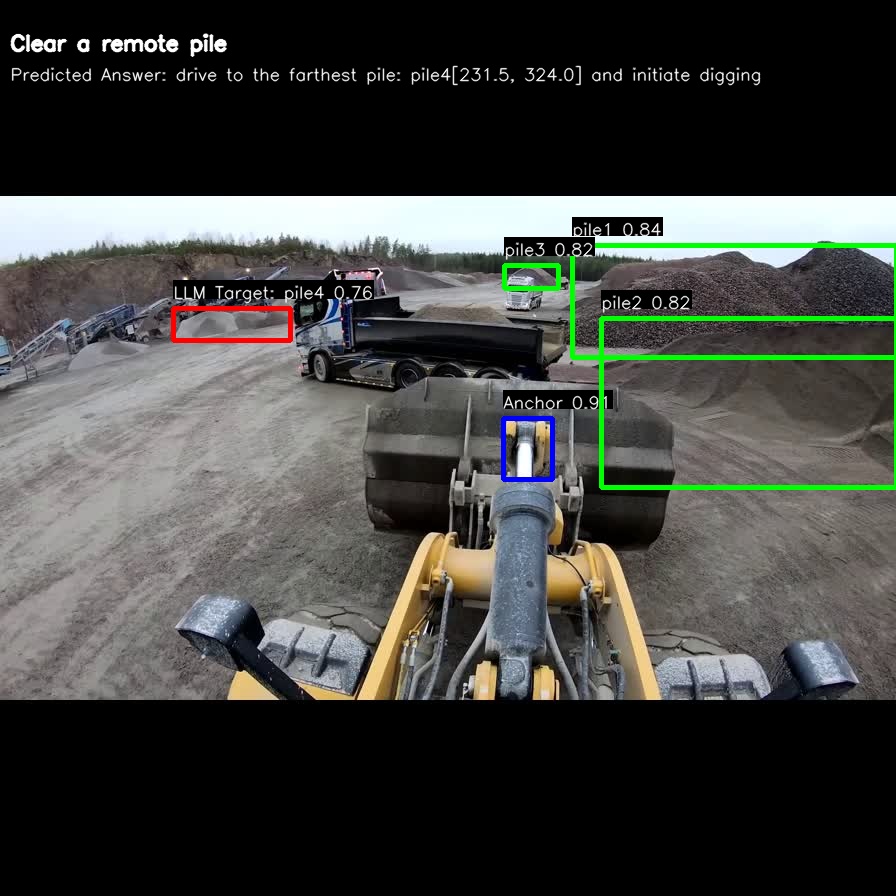 Clear a remote pile
Predicted Answer: drive to the farthest pile: pile4[231.5, 324.0] and initiate digging
pile1 0.84
pile3 0.82
LLM Target: pile4 0.76
pile2 0.82
Anchor 0.91